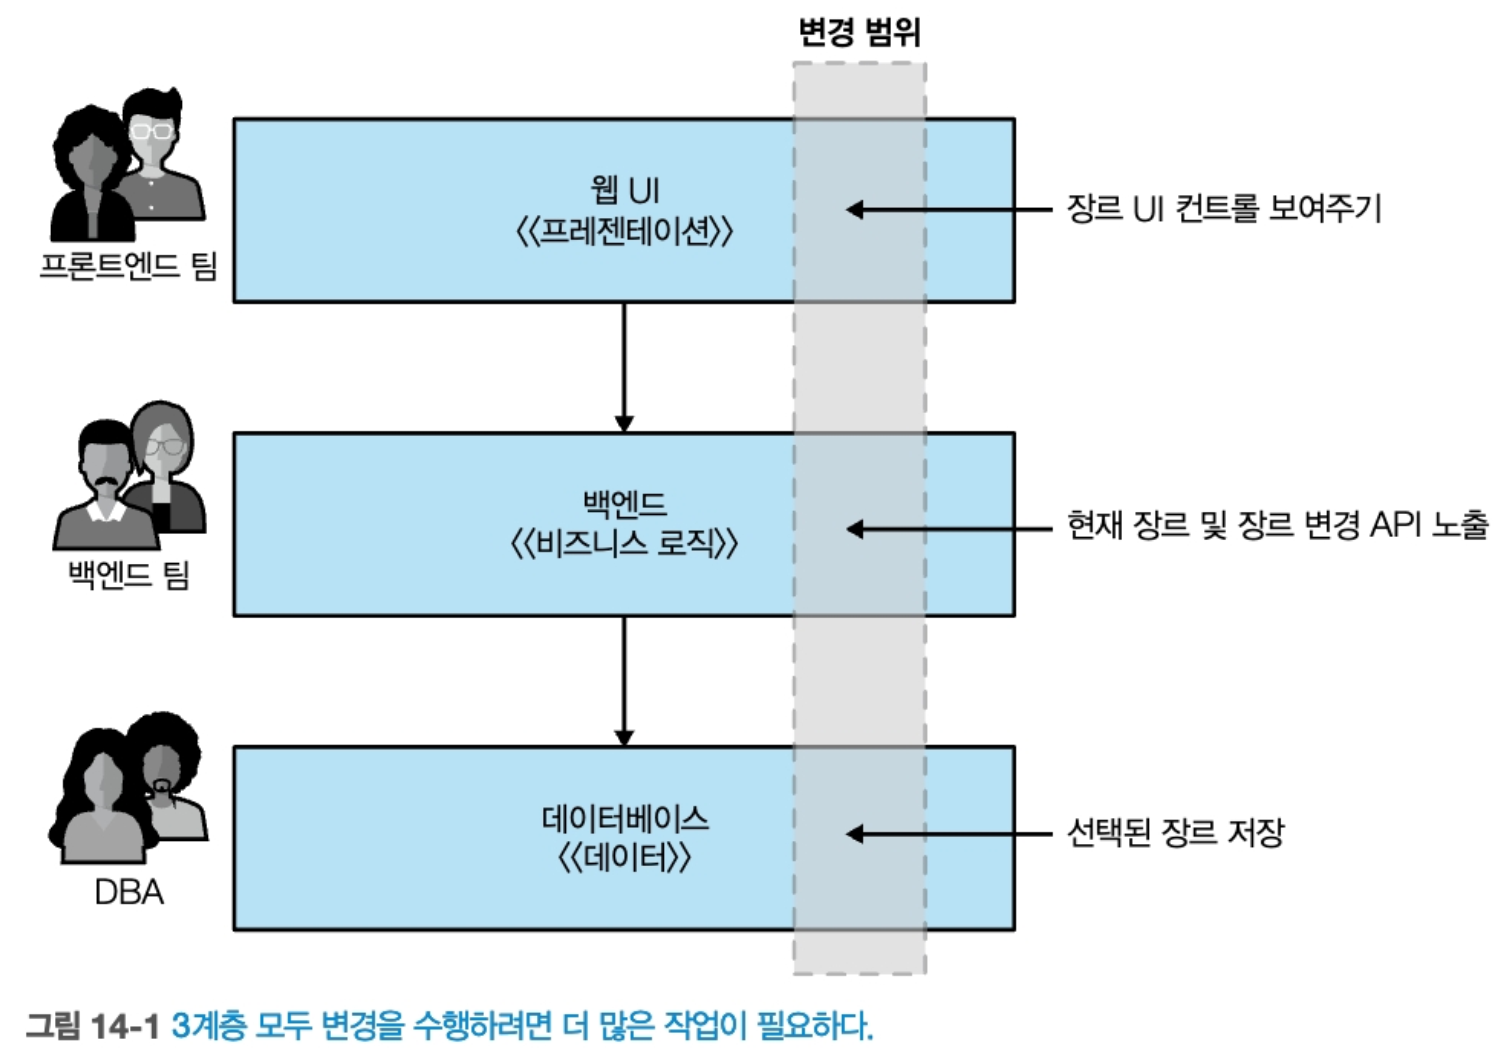 변경 범위
프론트엔드 팀
웹 UI
《프레젠테이션》
장르 UI 컨트롤 보여주기
백엔드 팀
백엔드
《비즈니스 로직》
현재 장르 및 장르 변경 API 노출
DBA
데이터베이스
《데이터》
선택된 장르 저장
그림 14-1 3계층 모두 변경을 수행하려면 더 많은 작업이 필요하다.